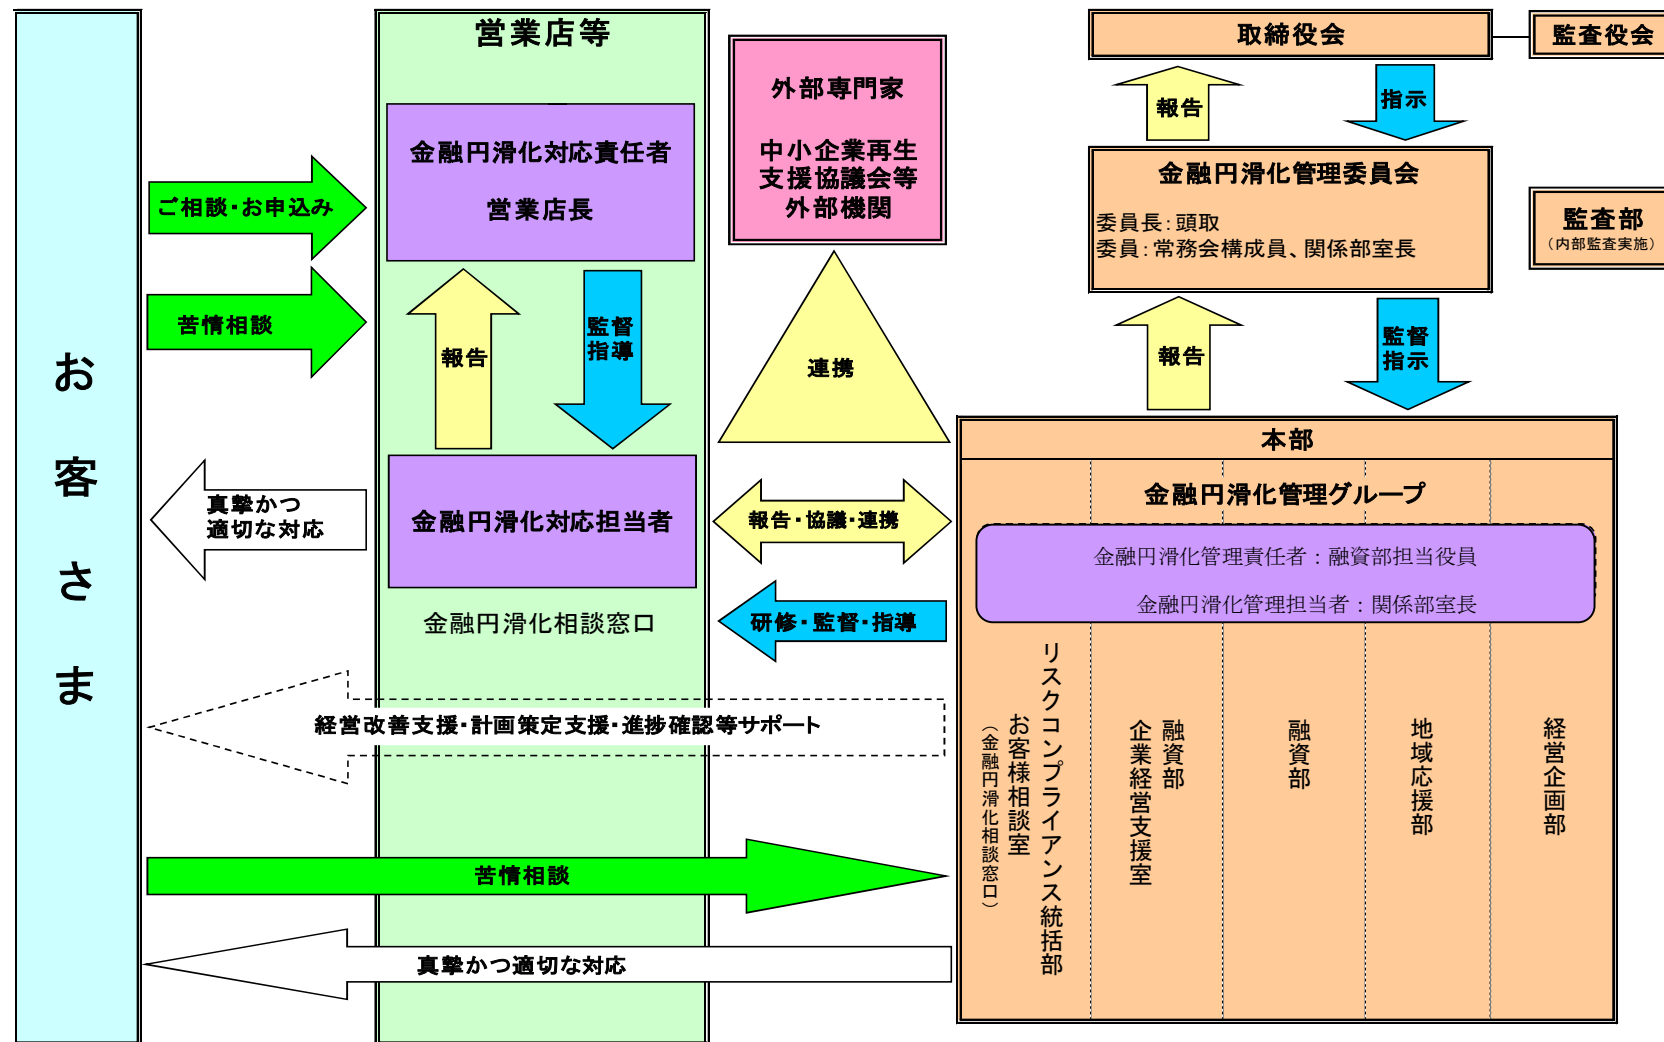 お客さま
営業店等
金融円滑化対応責任者
営業店長
ご相談・お申込み
苦情相談
報告
監督
指導
真摯かつ
適切な対応
金融円滑化対応担当者
金融円滑化相談窓口
外部専門家
中小企業再生
支援協議会等
外部機関
連携
報告・協議・連携
研修・監督・指導
経営改善支援・計画策定支援・進捗確認等サポート
苦情相談
真摯かつ適切な対応
取締役会
監査役会
報告
指示
金融円滑化管理委員会
委員長:頭取
委員:常務会構成員、関係部室長
監査部
（内部監査実施）
報告
監督
指示
本部
金融円滑化管理グループ
金融円滑化管理責任者：融資部担当役員
金融円滑化管理担当者：関係部室長
リスクコンプライアンス統括部
お客様相談室
（金融円滑化相談窓口）
融資部
企業経営支援室
融資部
地域応援部
経営企画部